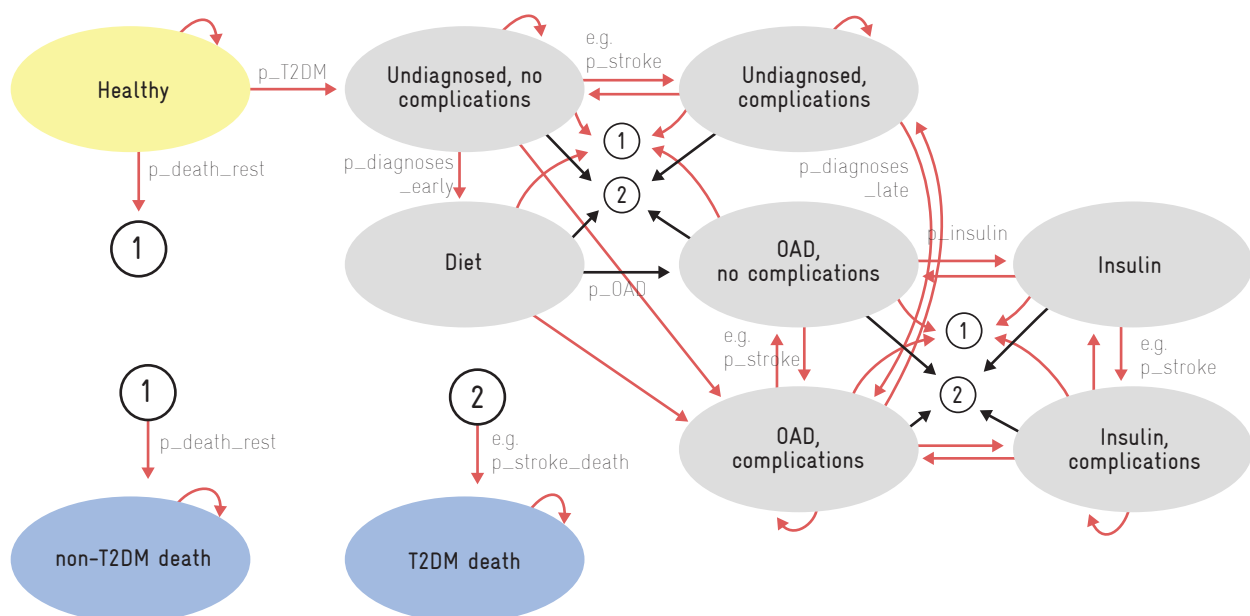 Healthy
p_T2DM
Undiagnosed, no
complications
e.g.
p_stroke
Undiagnosed,
complications
p_death_rest
1
p_diagnoses
_early
1
2
p_diagnoses
_late
Diet
p_OAD
OAD,
no complications
p_insulin
Insulin
e.g.
p_stroke
1
2
e.g.
p_stroke
OAD,
complications
Insulin,
complications
1
p_death_rest
non-T2DM death
2
e.g.
p_stroke_death
T2DM death